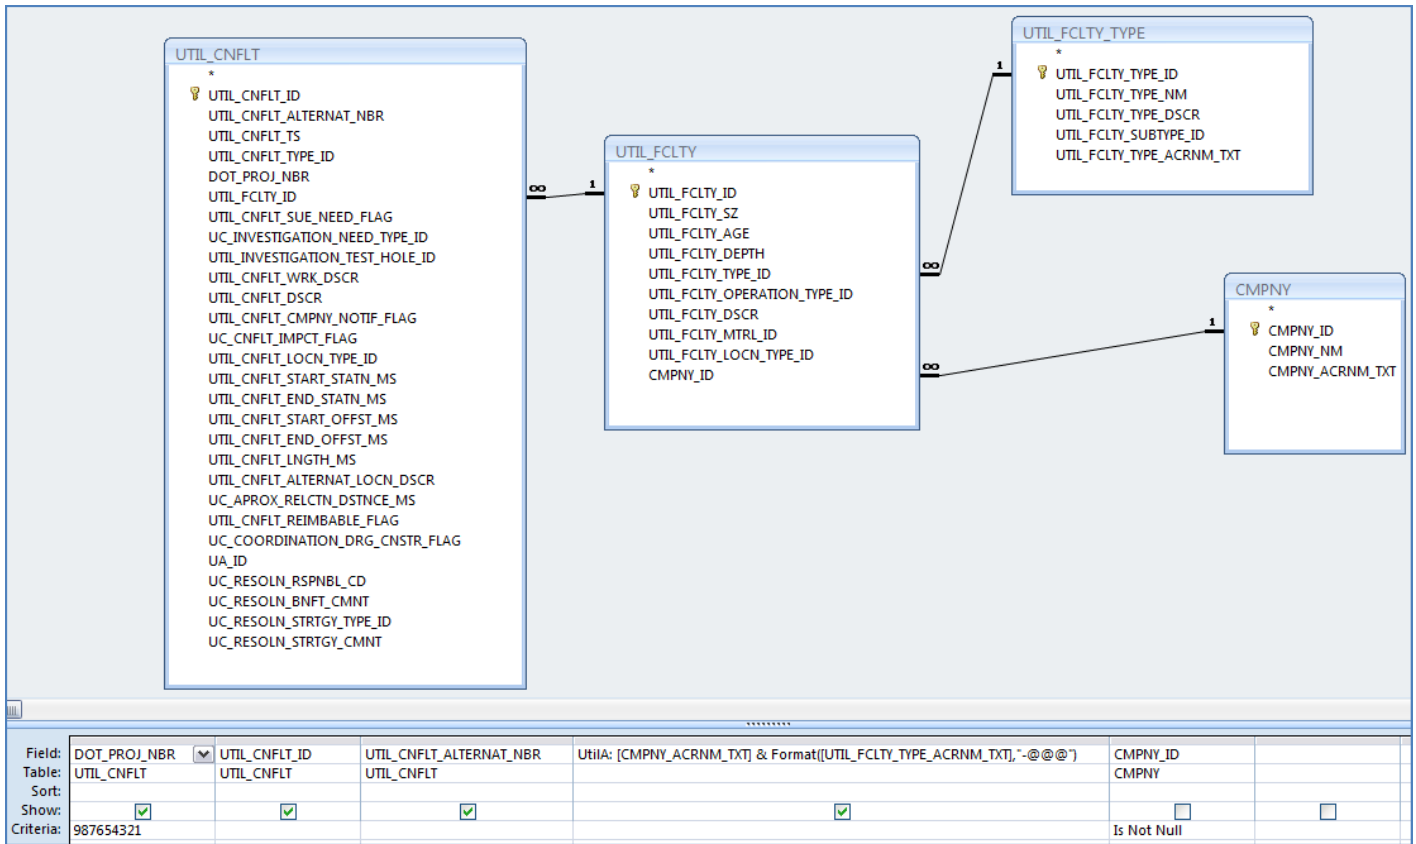 UTIL_CNFLT
*
UTIL_CNFLT_ID
UTIL_CNFLT_ALTERNAT_NBR
UTIL_CNFLT_TS
UTIL_CNFLT_TYPE_ID
DOT_PROJ_NBR
UTIL_FCLTY_ID
UTIL_CNFLT_SUE_NEED_FLAG
UC_INVESTIGATION_NEED_TYPE_ID
UTIL_INVESTIGATION_TEST_HOLE_ID
UTIL_CNFLT_WRK_DSCR
UTIL_CNFLT_DSCR
UTIL_CNFLT_CMPNY_NOTIF_FLAG
UC_CNFLT_IMPCT_FLAG
UTIL_CNFLT_LOCN_TYPE_ID
UTIL_CNFLT_START_STATN_MS
UTIL_CNFLT_END_STATN_MS
UTIL_CNFLT_START_OFFST_MS
UTIL_CNFLT_END_OFFST_MS
UTIL_CNFLT_LNGTH_MS
UTIL_CNFLT_ALTERNAT_LOCN_DSCR
UC_APROX_RELCTN_DSTNCE_MS
UTIL_CNFLT_REIMBABLE_FLAG
UC_COORDINATION_DRG_CNSTR_FLAG
UA_ID
UC_RESOLN_RSPNBL_CD
UC_RESOLN_BNFT_CMNT
UC_RESOLN_STRTGY_TYPE_ID
UC_RESOLN_STRTGY_CMNT
∞ 1
UTIL_FCLTY
*
UTIL_FCLTY_ID
UTIL_FCLTY_SZ
UTIL_FCLTY_AGE
UTIL_FCLTY_DEPTH
UTIL_FCLTY_TYPE_ID
UTIL_FCLTY_OPERATION_TYPE_ID
UTIL_FCLTY_DSCR
UTIL_FCLTY_MTRL_ID
UTIL_FCLTY_LOCN_TYPE_ID
CMPNY_ID
∞ 1
UTIL_FCLTY_TYPE
*
UTIL_FCLTY_TYPE_ID
UTIL_FCLTY_TYPE_NM
UTIL_FCLTY_TYPE_DSCR
UTIL_FCLTY_SUBTYPE_ID
UTIL_FCLTY_TYPE_ACRNM_TXT
∞ 1
CMPNY
*
CMPNY_ID
CMPNY_NM
CMPNY_ACRNM_TXT
Field: DOT_PROJ_NBR UTIL_CNFLT_ID UTIL_CNFLT_ALTERNAT_NBR UtilA: [CMPNY_ACRNM_TXT] & Format([UTIL_FCLTY_TYPE_ACRNM_TXT],"-@@@") CMPNY_ID
Table: UTIL_CNFLT UTIL_CNFLT UTIL_CNFLT CMPNY
Sort:
Show:
Criteria: 987654321 Is Not Null